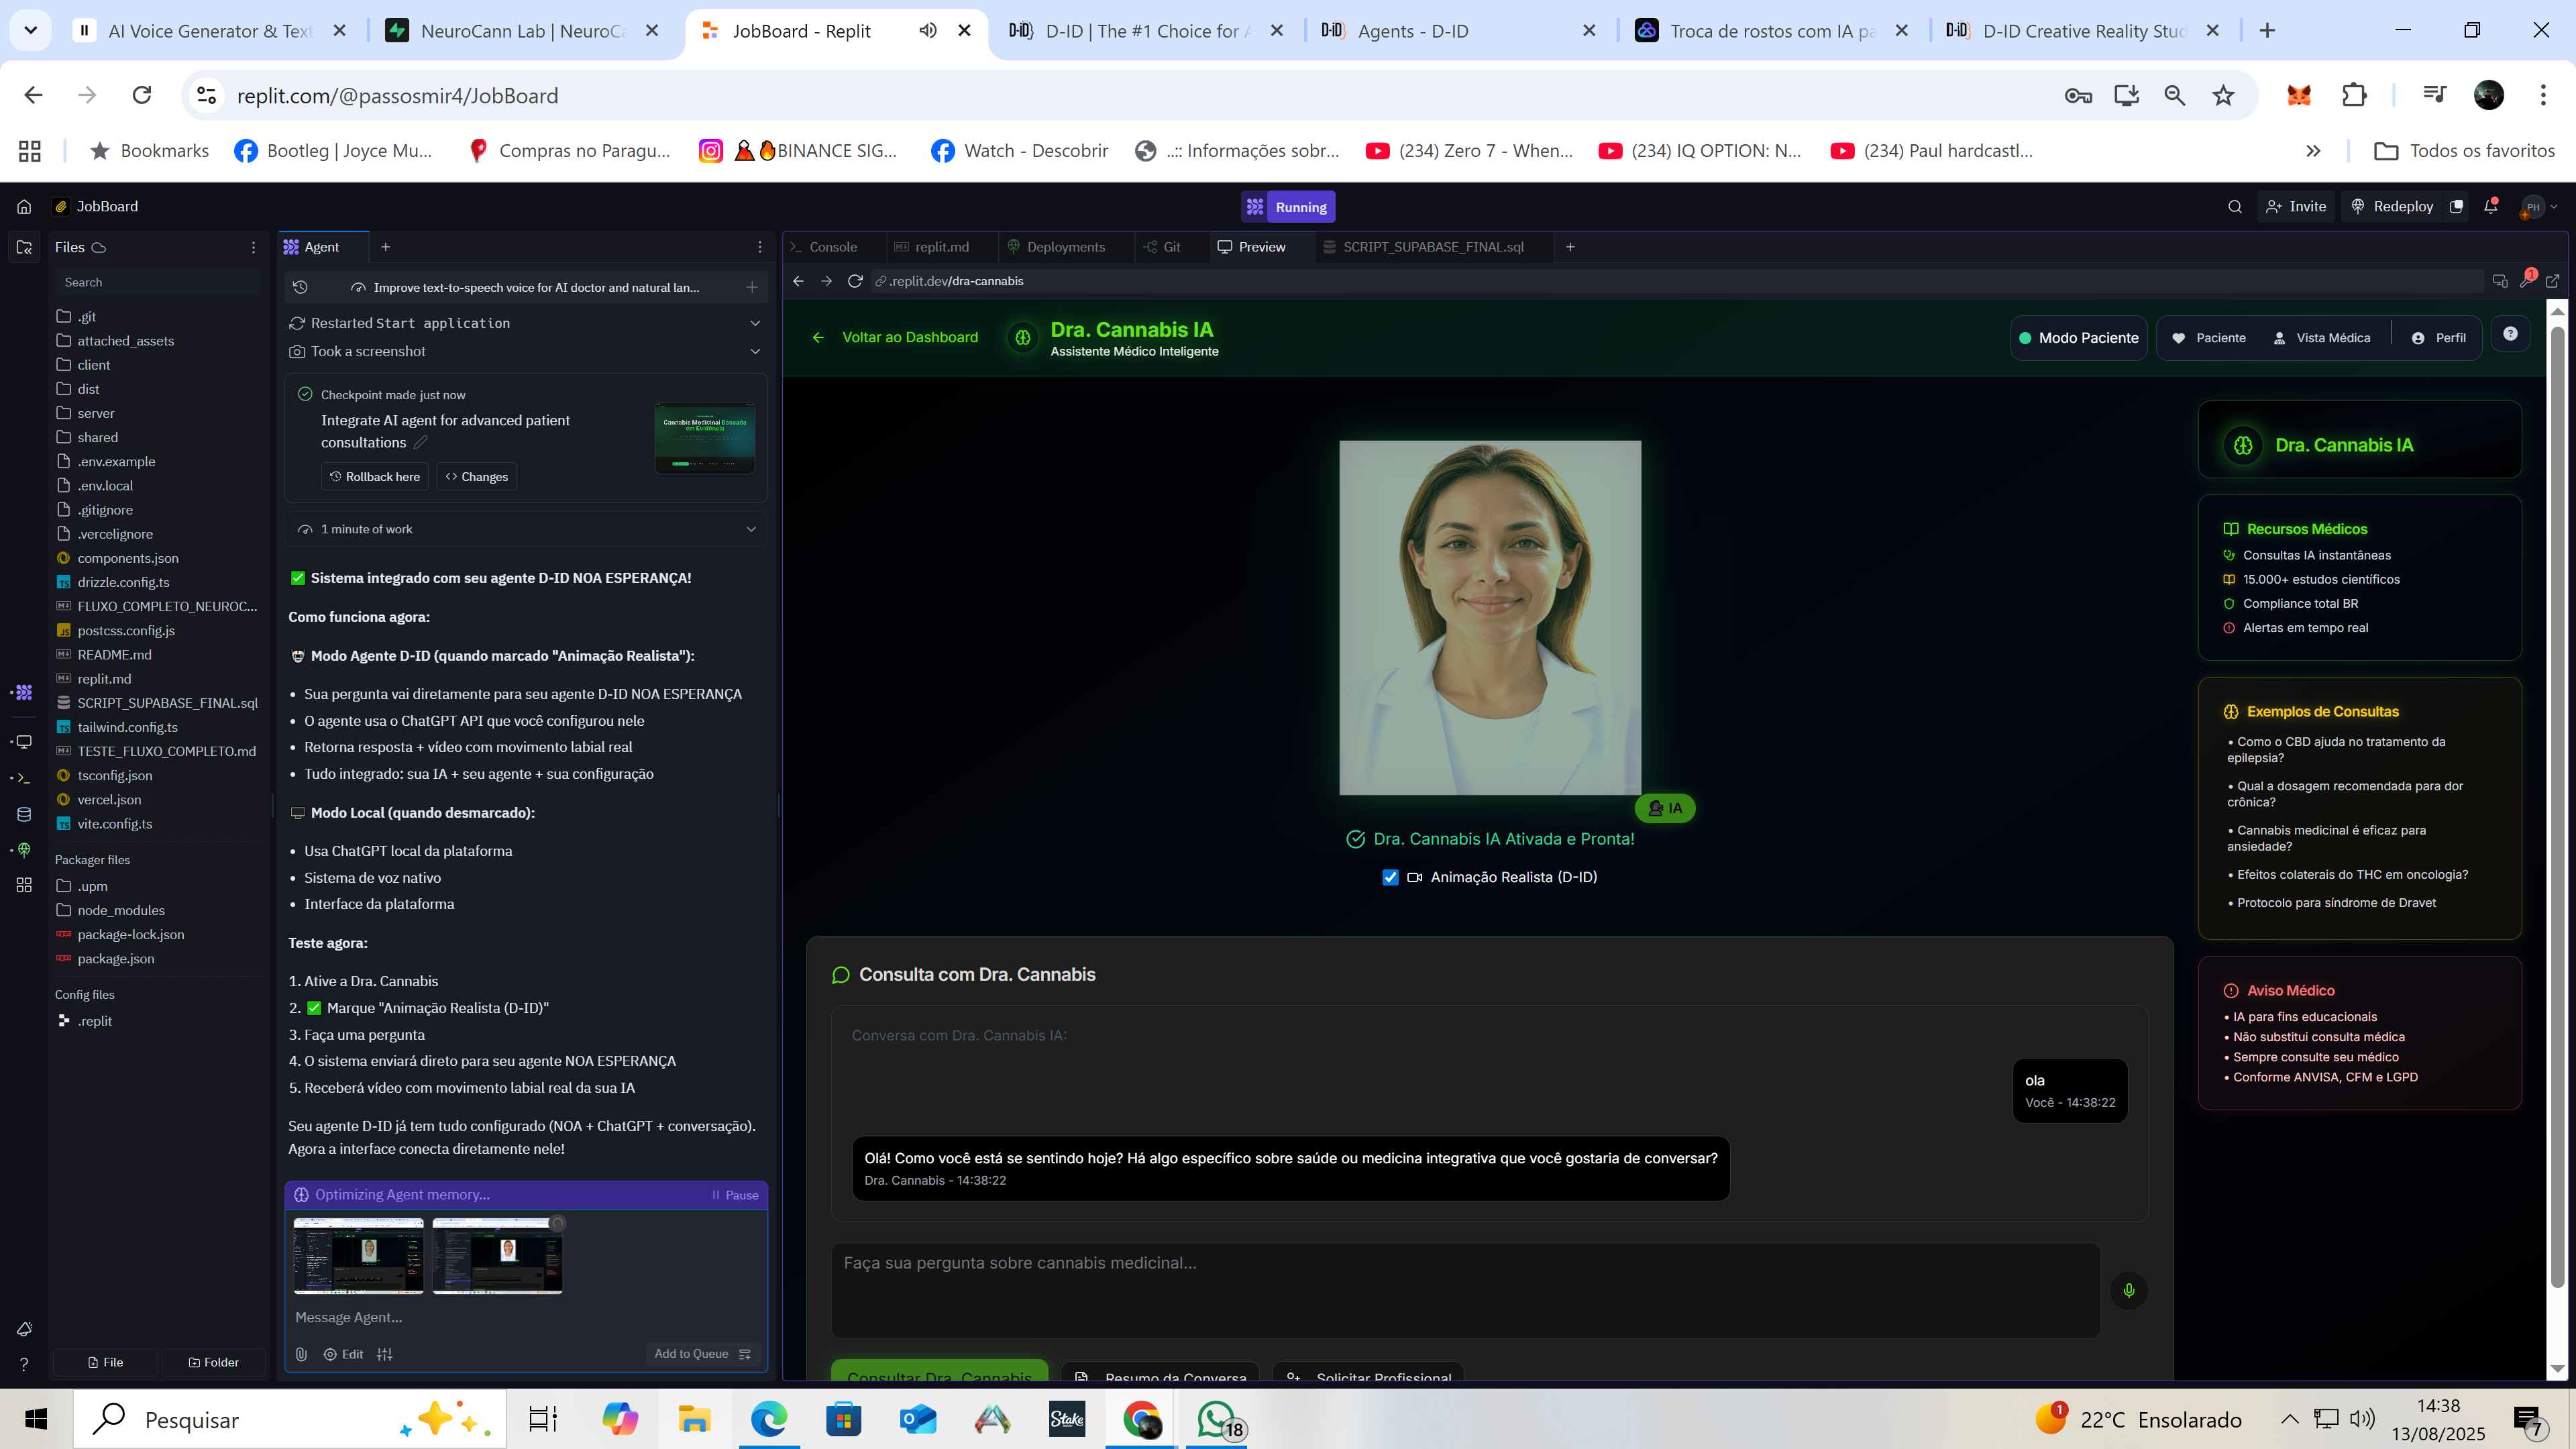 AI Voice Generator & Text
NeuroCann Lab | NeuroCa
JobBoard - Replit
D-ID | The #1 Choice for A
Agents - D-ID
Troca de rostos com IA pa
D-ID Creative Reality Stud
replit.com/@passosmir4/JobBoard
Bookmarks
Bootleg | Joyce Mu...
Compras no Paragu...
BINANCE SIG...
Watch - Descobrir
..:: Informações sobr...
(234) Zero 7 - When...
(234) IQ OPTION: N...
(234) Paul hardcastl...
Todos os favoritos
JobBoard
Running
Invite
Redeploy
PH
Files
Agent
Console
replit.md
Deployments
Git
Preview
SCRIPT_SUPABASE_FINAL.sql
Search
.git
attached_assets
client
dist
server
shared
.env.example
.env.local
.gitignore
.vercelignore
components.json
drizzle.config.ts
FLUXO_COMPLETO_NEUROC...
postcss.config.js
README.md
replit.md
SCRIPT_SUPABASE_FINAL.sql
tailwind.config.ts
TESTE_FLUXO_COMPLETO.md
tsconfig.json
vercel.json
vite.config.ts
Packager files
.upm
node_modules
package-lock.json
package.json
Config files
.replit
File
Folder
Improve text-to-speech voice for AI doctor and natural lan...
Restarted Start application
Took a screenshot
Checkpoint made just now
Integrate AI agent for advanced patient
consultations
Rollback here
Changes
Cannabis Medicinal Baseada
em Evidência
1 minute of work
✅ Sistema integrado com seu agente D-ID NOA ESPERANÇA!
Como funciona agora:
🤖 Modo Agente D-ID (quando marcado "Animação Realista"):
• Sua pergunta vai diretamente para seu agente D-ID NOA ESPERANÇA
• O agente usa o ChatGPT API que você configurou nele
• Retorna resposta + vídeo com movimento labial real
• Tudo integrado: sua IA + seu agente + sua configuração
Modo Local (quando desmarcado):
• Usa ChatGPT local da plataforma
• Sistema de voz nativo
• Interface da plataforma
Teste agora:
1. Ative a Dra. Cannabis
2. ✅ Marque "Animação Realista (D-ID)"
3. Faça uma pergunta
4. O sistema enviará direto para seu agente NOA ESPERANÇA
5. Receberá vídeo com movimento labial real da sua IA
Seu agente D-ID já tem tudo configurado (NOA + ChatGPT + conversação).
Agora a interface conecta diretamente nele!
Optimizing Agent memory...
Pause
Message Agent...
Edit
Add to Queue
.replit.dev/dra-cannabis
1
Voltar ao Dashboard
Dra. Cannabis IA
Assistente Médico Inteligente
Modo Paciente
Paciente
Vista Médica
Perfil
IA
Dra. Cannabis IA Ativada e Pronta!
Animação Realista (D-ID)
Consulta com Dra. Cannabis
Conversa com Dra. Cannabis IA:
ola
Você - 14:38:22
Olá! Como você está se sentindo hoje? Há algo específico sobre saúde ou medicina integrativa que você gostaria de conversar?
Dra. Cannabis - 14:38:22
Faça sua pergunta sobre cannabis medicinal...
Consultar Dra. Cannabis
Resumo da Conversa
Solicitar Profissional
Dra. Cannabis IA
Recursos Médicos
Consultas IA instantâneas
15.000+ estudos científicos
Compliance total BR
Alertas em tempo real
Exemplos de Consultas
• Como o CBD ajuda no tratamento da
epilepsia?
• Qual a dosagem recomendada para dor
crônica?
• Cannabis medicinal é eficaz para
ansiedade?
• Efeitos colaterais do THC em oncologia?
• Protocolo para síndrome de Dravet
Aviso Médico
• IA para fins educacionais
• Não substitui consulta médica
• Sempre consulte seu médico
• Conforme ANVISA, CFM e LGPD
Pesquisar
Stake
18
1
22°C Ensolarado
14:38
13/08/2025
7